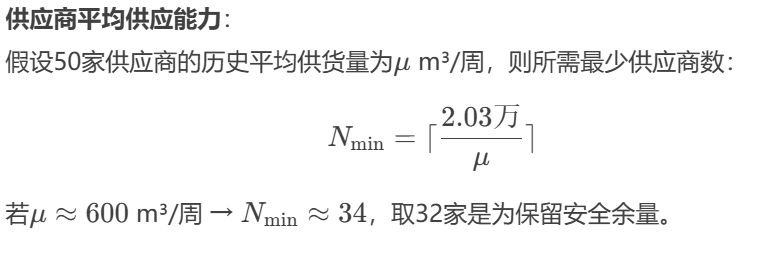 供应商平均供应能力：
假设50家供应商的历史平均供货量为μ m³/周，则所需最少供应商数：
N_min = ⌈2.03万/μ⌉
若μ ≈ 600 m³/周 → N_min ≈ 34，取32家是为保留安全余量。